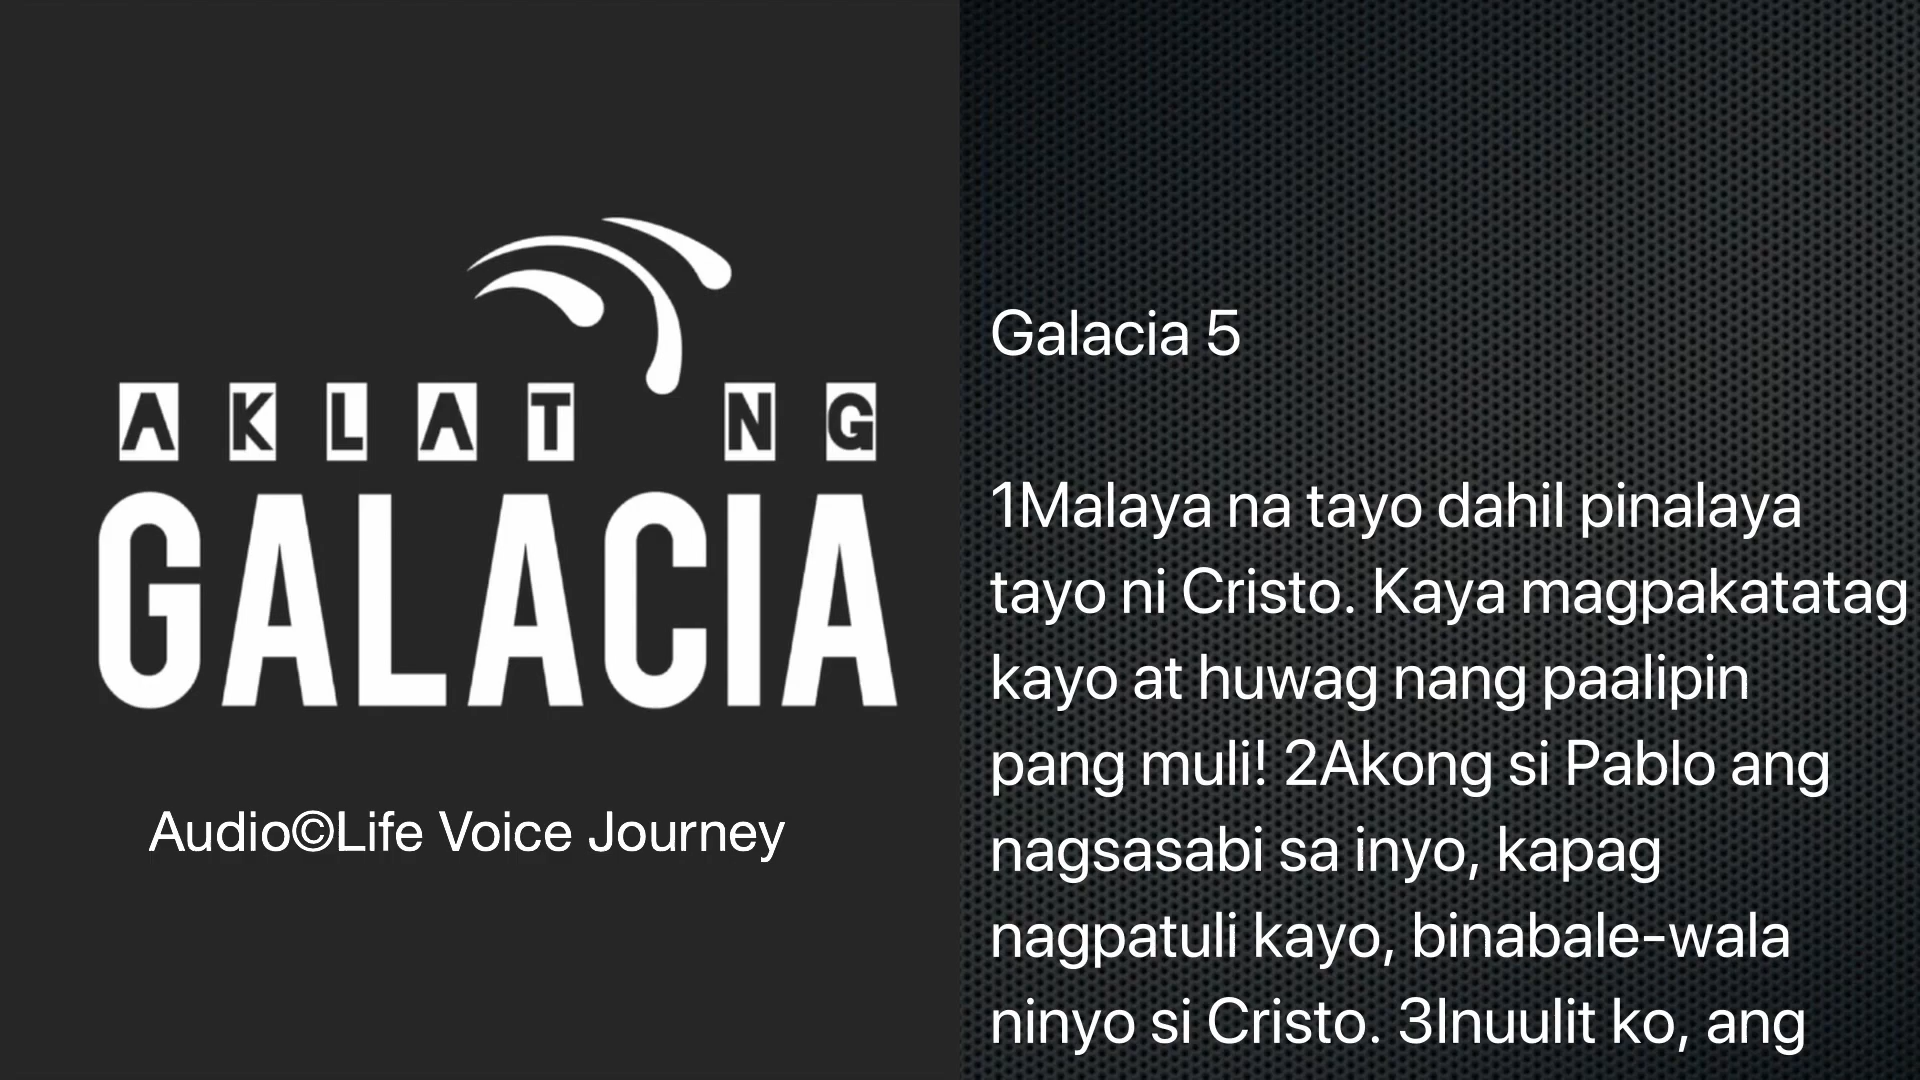 AKLAT NG
GALACIA
Audio©Life Voice Journey
Galacia 5
1Malaya na tayo dahil pinalaya
tayo ni Cristo. Kaya magpakatatag
kayo at huwag nang paalipin
pang muli! 2Akong si Pablo ang
nagsasabi sa inyo, kapag
nagpatuli kayo, binabale-wala
ninyo si Cristo. 3Inuulit ko, ang